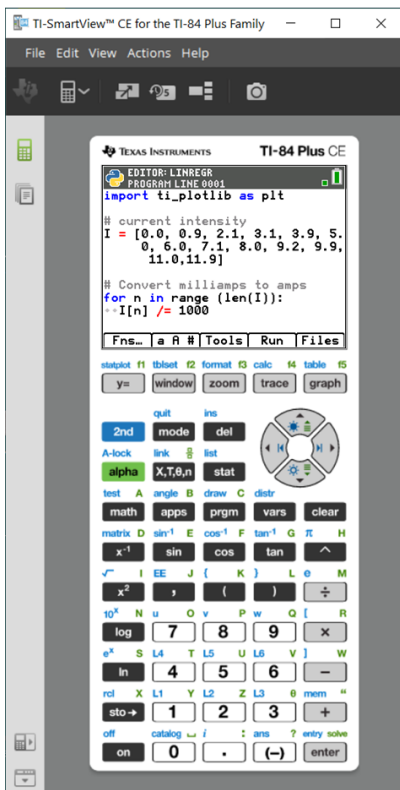 TI-SmartView™ CE for the TI-84 Plus Family
File Edit View Actions Help
TEXAS INSTRUMENTS TI-84 Plus CE
EDITOR: LINREGR
PROGRAM LINE 0001
import ti_plotlib as plt
# current intensity
I = [0.0, 0.9, 2.1, 3.1, 3.9, 5.
0, 6.0, 7.1, 8.0, 9.2, 9.9,
11.0,11.9]
# Convert milliamps to amps
for n in range (len(I)):
··I[n] /= 1000
Fns… a A # Tools Run Files
statplot f1 tblset f2 format f3 calc f4 table f5
y= window zoom trace graph
quit ins
2nd mode del
A-lock link list
alpha X,T,θ,n stat
test A angle B draw C distr
math apps prgm vars clear
matrix D sin⁻¹ E cos⁻¹ F tan⁻¹ G π H
x⁻¹ sin cos tan ^
√ I EE J { K } L e M
x² , ( ) ÷
10ˣ N u O v P w Q [ R
log 7 8 9 ×
eˣ S L4 T L5 U L6 V ] W
ln 4 5 6 −
rcl X L1 Y L2 Z L3 θ mem “
sto→ 1 2 3 +
off catalog i : ans ? entry solve
on 0 . (−) enter